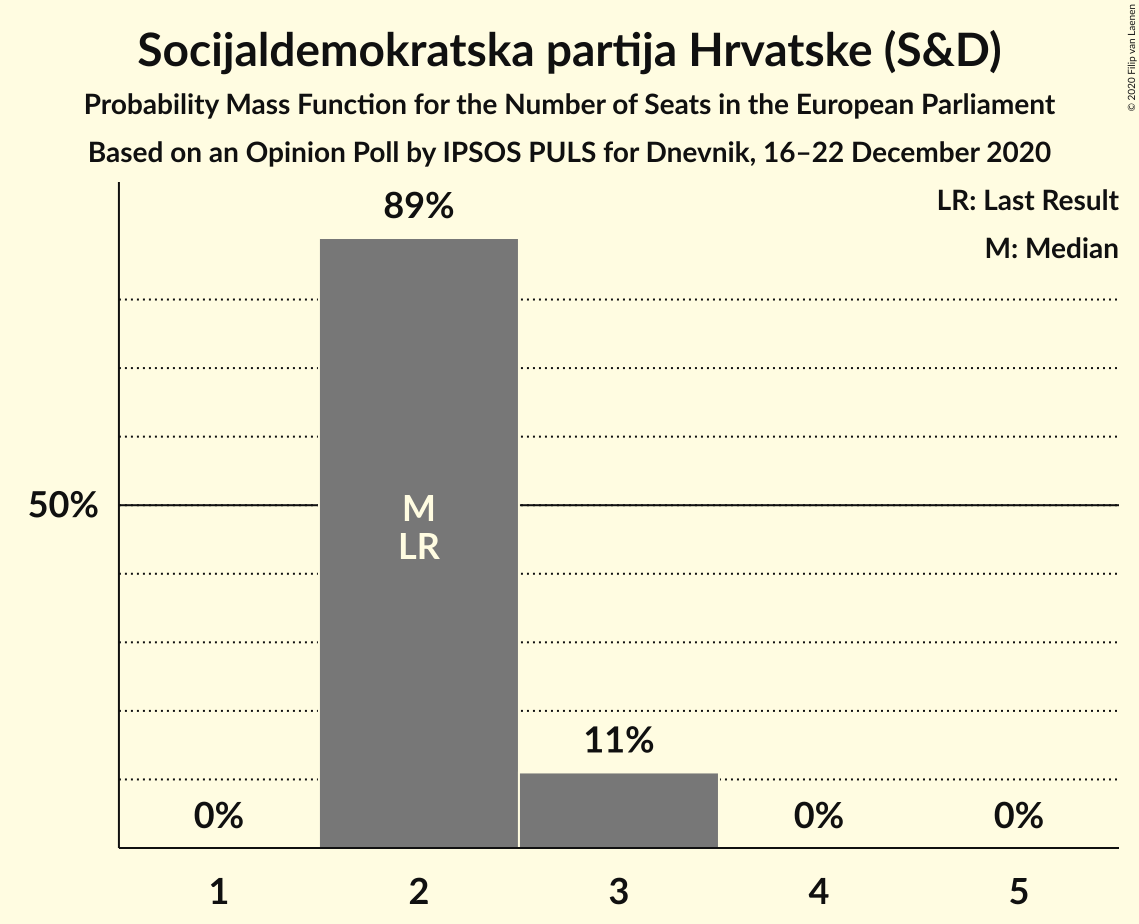 Socijaldemokratska partija Hrvatske (S&D)
Probability Mass Function for the Number of Seats in the European Parliament
Based on an Opinion Poll by IPSOS PULS for Dnevnik, 16–22 December 2020
© 2020 Filip van Laenen
LR: Last Result
M: Median
89%
50%
M
LR
11%
0%
0%
0%
1
2
3
4
5